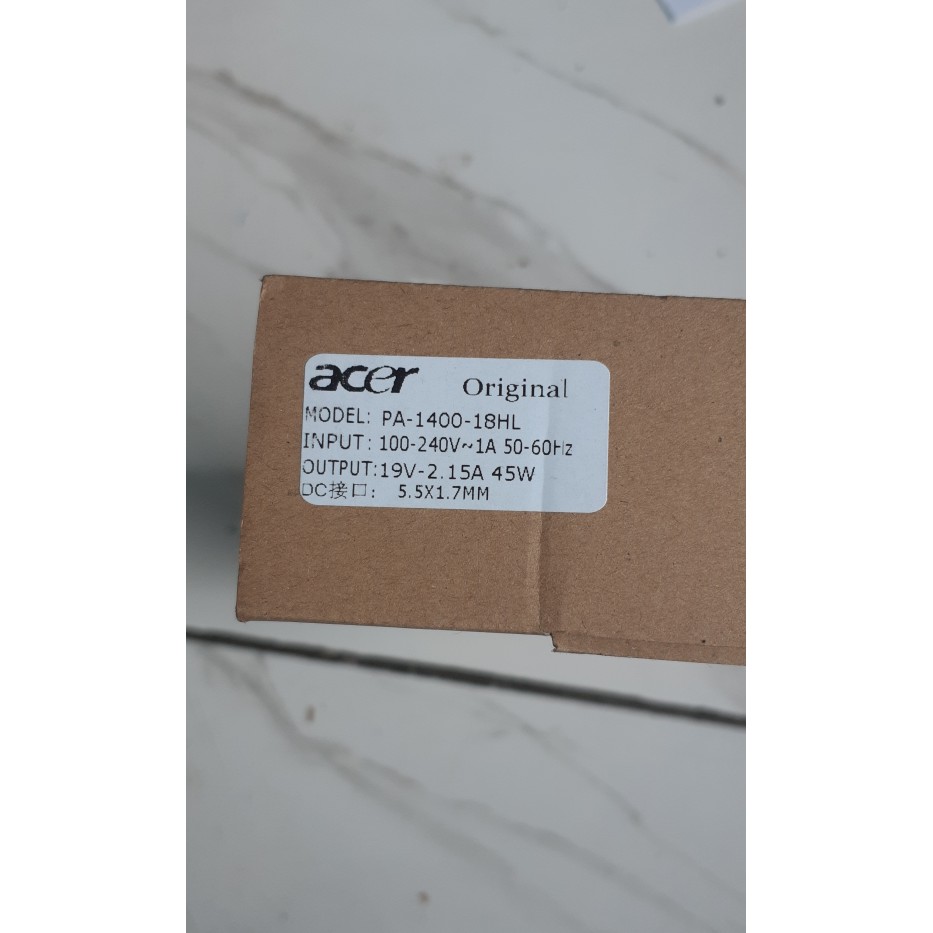 acer Original
MODEL: PA-1400-18HL
INPUT: 100-240V~1A 50-60Hz
OUTPUT:19V-2.15A 45W
DC接口: 5.5X1.7MM